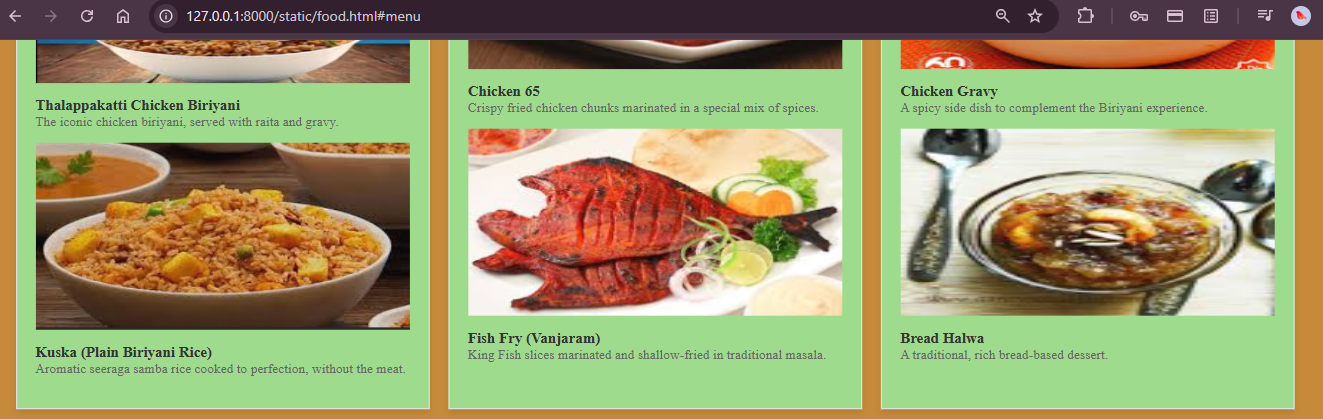 127.0.0.1:8000/static/food.html#menu
Thalappakatti Chicken Biriyani
The iconic chicken biriyani, served with raita and gravy.
Kuska (Plain Biriyani Rice)
Aromatic seeraga samba rice cooked to perfection, without the meat.
Chicken 65
Crispy fried chicken chunks marinated in a special mix of spices.
Fish Fry (Vanjaram)
King Fish slices marinated and shallow-fried in traditional masala.
Chicken Gravy
A spicy side dish to complement the Biriyani experience.
Bread Halwa
A traditional, rich bread-based dessert.